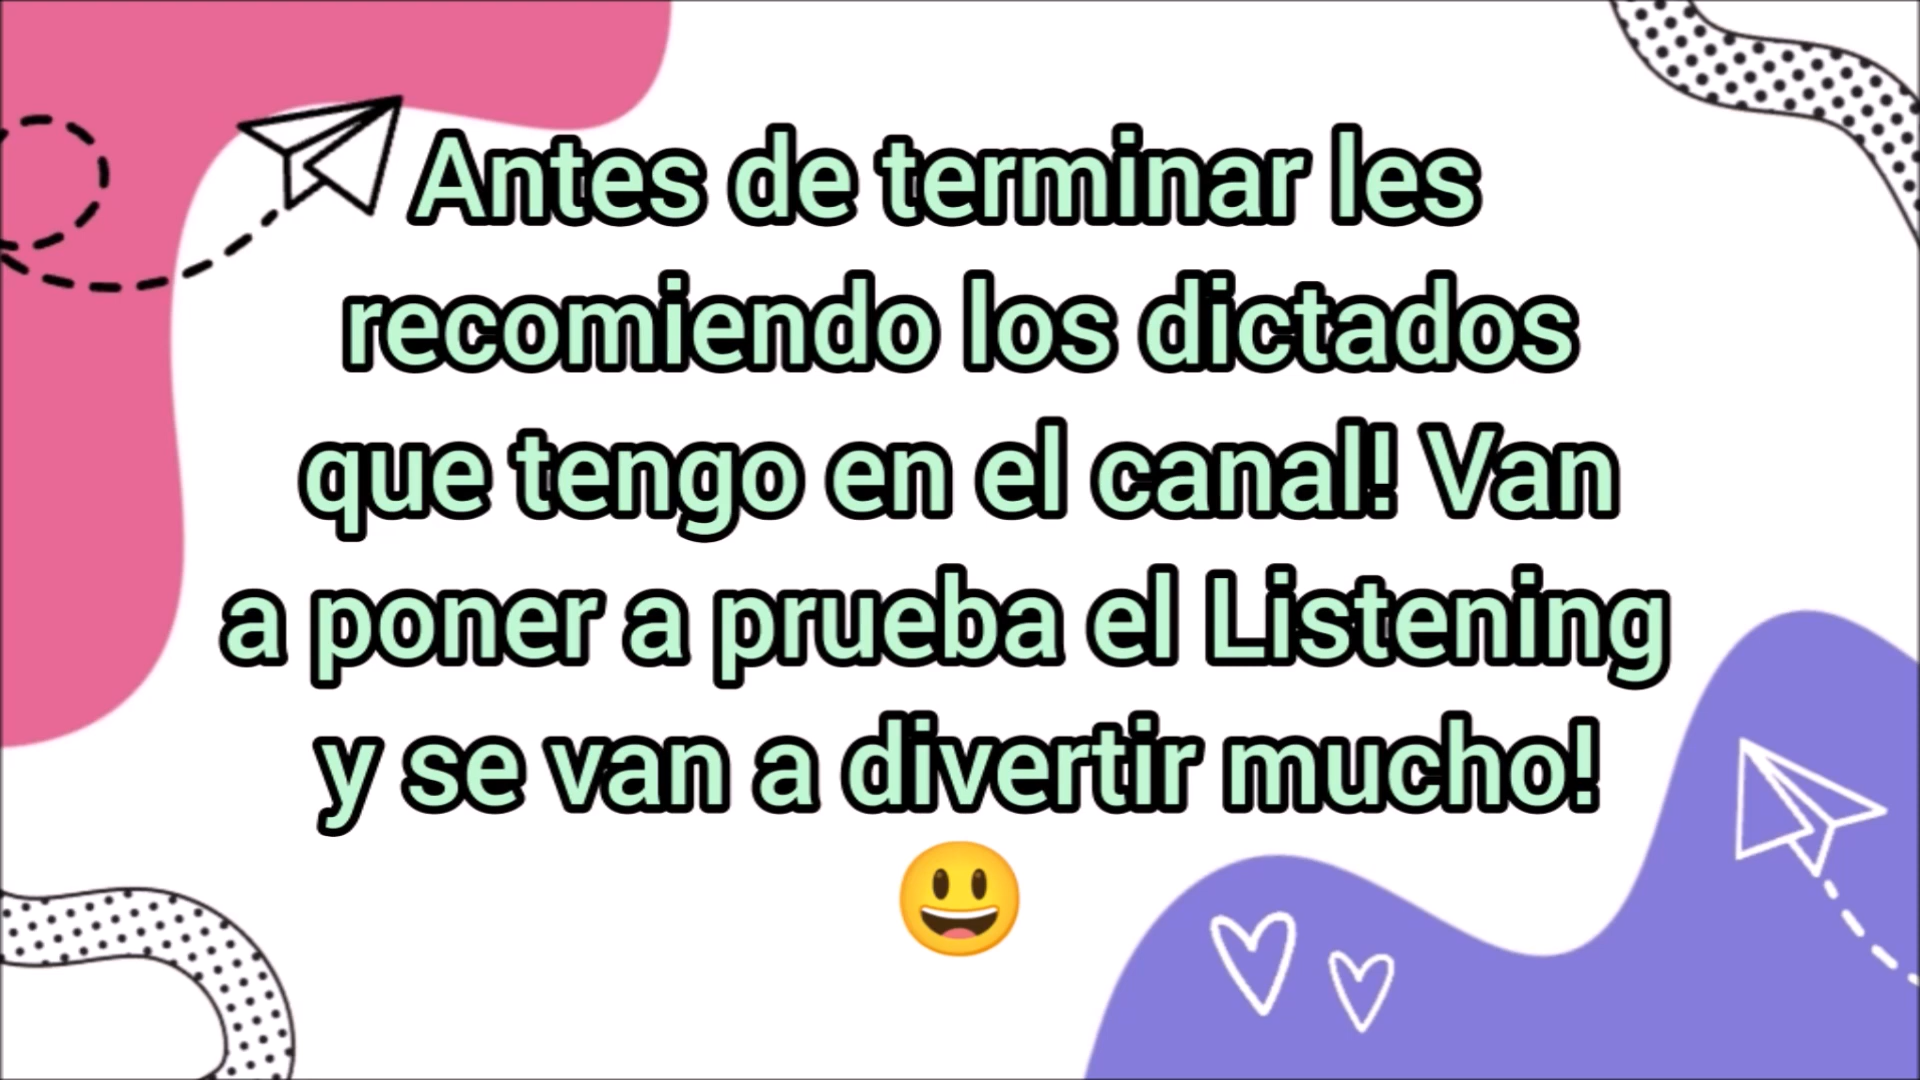 Antes de terminar les
recomiendo los dictados
que tengo en el canal! Van
a poner a prueba el Listening
y se van a divertir mucho!
😃